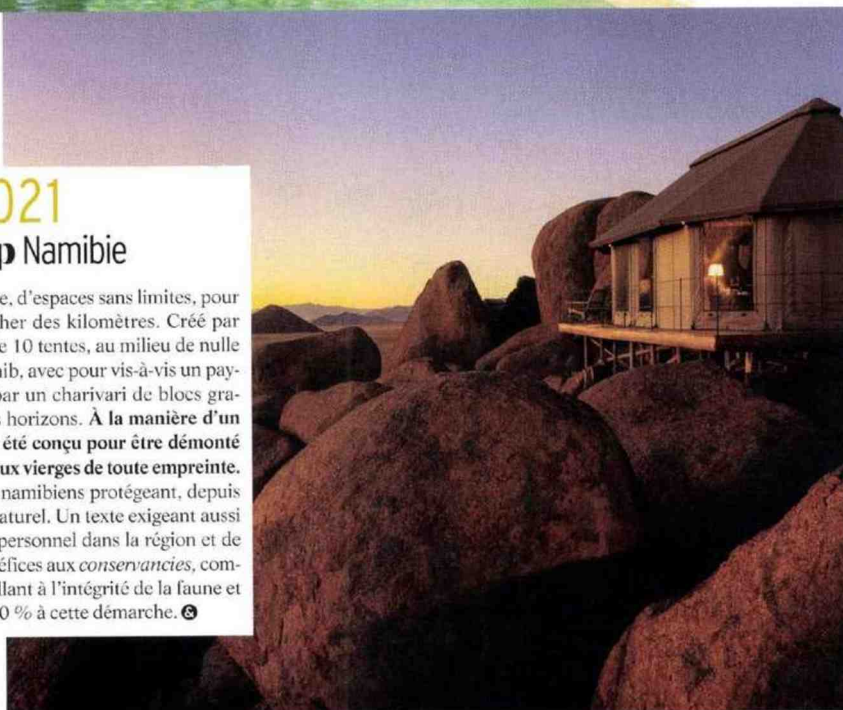 021
p Namibie
e, d'espaces sans limites, pour
her des kilomètres. Créé par
e 10 tentes, au milieu de nulle
nib, avec pour vis-à-vis un pay-
par un charivari de blocs gra-
s horizons. À la manière d'un
été conçu pour être démonté
ux vierges de toute empreinte.
namibiens protégeant, depuis
aturel. Un texte exigeant aussi
personnel dans la région et de
éfices aux conservancies, com-
llant à l'intégrité de la faune et
0 % à cette démarche. &